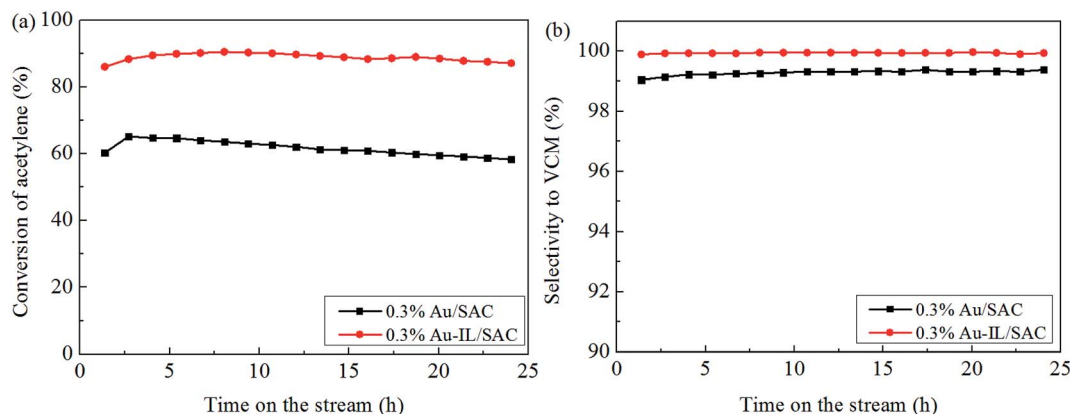 (a)
100
80
60
40
20
0
Conversion of acetylene (%)
0.3% Au/SAC
0.3% Au-IL/SAC
0 5 10 15 20 25
Time on the stream (h)
(b)
100
98
96
94
92
90
Selectivity to VCM (%)
0.3% Au/SAC
0.3% Au-IL/SAC
0 5 10 15 20 25
Time on the stream (h)